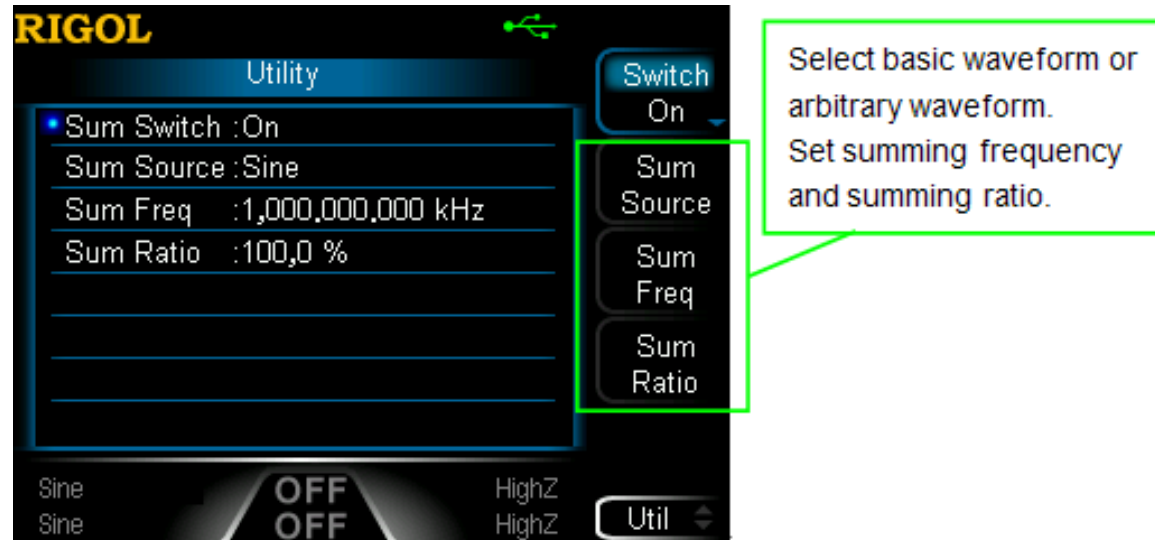 RIGOL
Utility
Sum Switch :On
Sum Source :Sine
Sum Freq :1,000,000,000 kHz
Sum Ratio :100,0 %
Switch
On
Sum
Source
Sum
Freq
Sum
Ratio
Sine OFF HighZ
Sine OFF HighZ
Util
Select basic waveform or
arbitrary waveform.
Set summing frequency
and summing ratio.